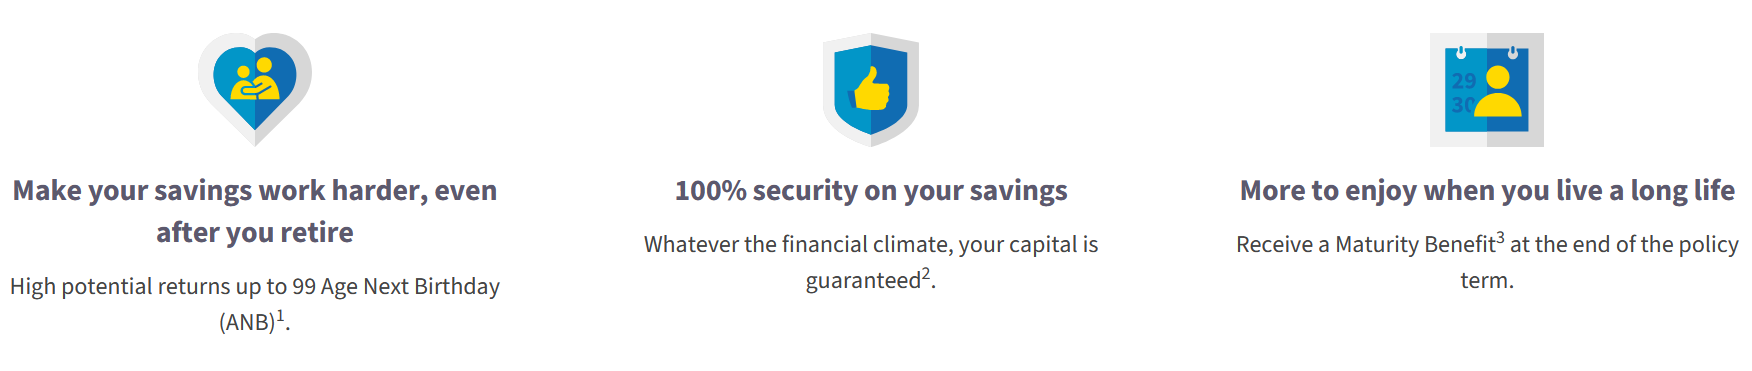 29
30
Make your savings work harder, even
after you retire
High potential returns up to 99 Age Next Birthday
(ANB)¹.
100% security on your savings
Whatever the financial climate, your capital is
guaranteed².
More to enjoy when you live a long life
Receive a Maturity Benefit³ at the end of the policy
term.